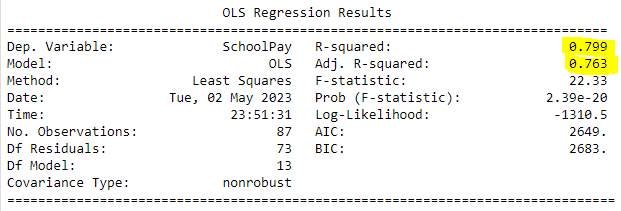 OLS Regression Results
==============================================================================
Dep. Variable: SchoolPay R-squared: 0.799
Model: OLS Adj. R-squared: 0.763
Method: Least Squares F-statistic: 22.33
Date: Tue, 02 May 2023 Prob (F-statistic): 2.39e-20
Time: 23:51:31 Log-Likelihood: -1310.5
No. Observations: 87 AIC: 2649.
Df Residuals: 73 BIC: 2683.
Df Model: 13
Covariance Type: nonrobust
==============================================================================